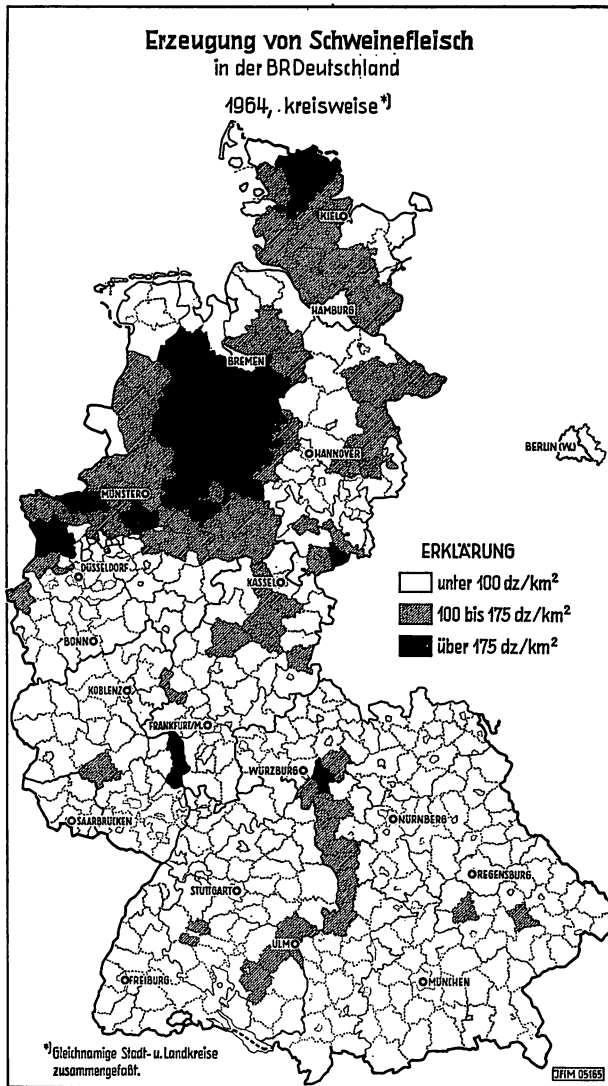 Erzeugung von Schweinefleisch
in der BRDeutschland
1964, . kreisweise *)
KIEL
HAMBURG
BREMEN
HANNOVER
BERLIN (W.)
MÜNSTER
DÜSSELDORF
KASSEL
ERKLÄRUNG
unter 100 dz/km²
100 bis 175 dz/km²
über 175 dz/km²
BONN
KOBLENZ
FRANKFURT/M.
WÜRZBURG
SAARBRÜCKEN
NÜRNBERG
REGENSBURG
STUTTGART
ULM
FREIBURG
MÜNCHEN
*) Gleichnamige Stadt- u. Landkreise
zusammengefaßt.
JFfM 05165